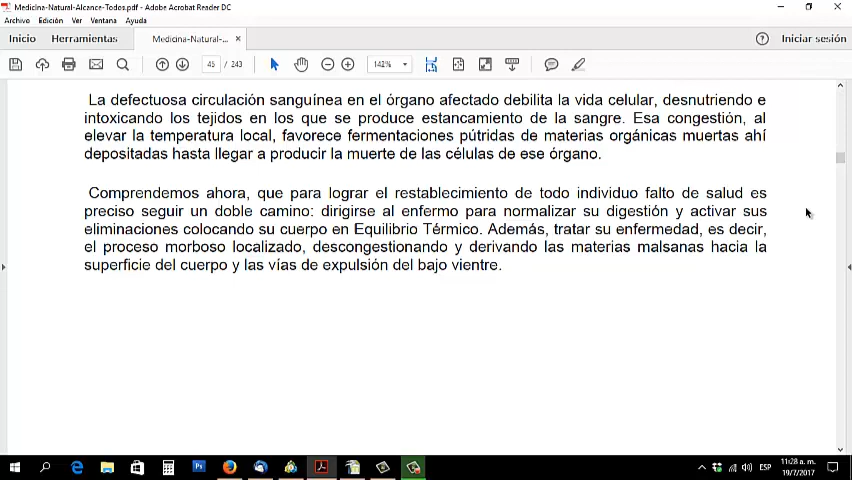 Medicina-Natural-Alcance-Todos.pdf - Adobe Acrobat Reader DC
Archivo Edición Ver Ventana Ayuda
Inicio Herramientas Medicina-Natural-... × Iniciar sesión
45 / 243 142%
La defectuosa circulación sanguínea en el órgano afectado debilita la vida celular, desnutriendo e
intoxicando los tejidos en los que se produce estancamiento de la sangre. Esa congestión, al
elevar la temperatura local, favorece fermentaciones pútridas de materias orgánicas muertas ahí
depositadas hasta llegar a producir la muerte de las células de ese órgano.
Comprendemos ahora, que para lograr el restablecimiento de todo individuo falto de salud es
preciso seguir un doble camino: dirigirse al enfermo para normalizar su digestión y activar sus
eliminaciones colocando su cuerpo en Equilibrio Térmico. Además, tratar su enfermedad, es decir,
el proceso morboso localizado, descongestionando y derivando las materias malsanas hacia la
superficie del cuerpo y las vías de expulsión del bajo vientre.
ESP
11:28 a. m.
19/7/2017